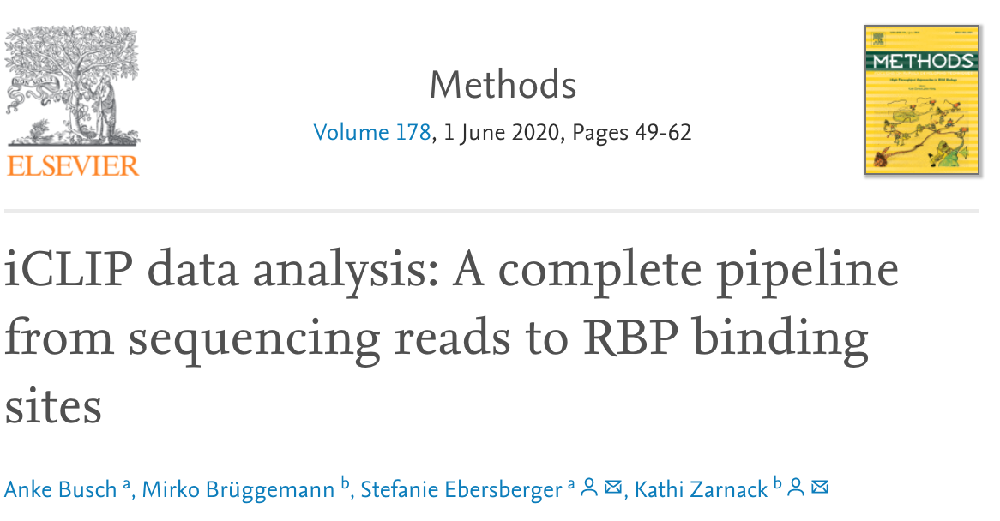 ELSEVIER
Methods
Volume 178, 1 June 2020, Pages 49-62
METHODS
iCLIP data analysis: A complete pipeline
from sequencing reads to RBP binding
sites
Anke Busch a, Mirko Brüggemann b, Stefanie Ebersberger a, Kathi Zarnack b